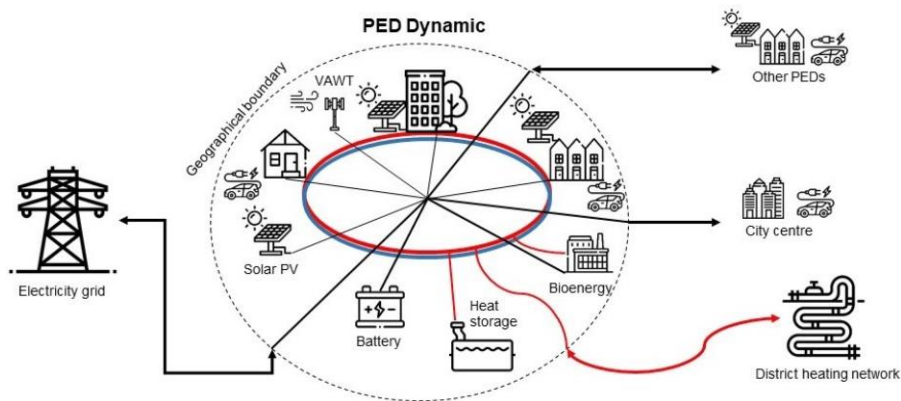 PED Dynamic
Geographical boundary
VAWT
Other PEDs
City centre
Electricity grid
Solar PV
Battery
Heat
storage
Bioenergy
District heating network